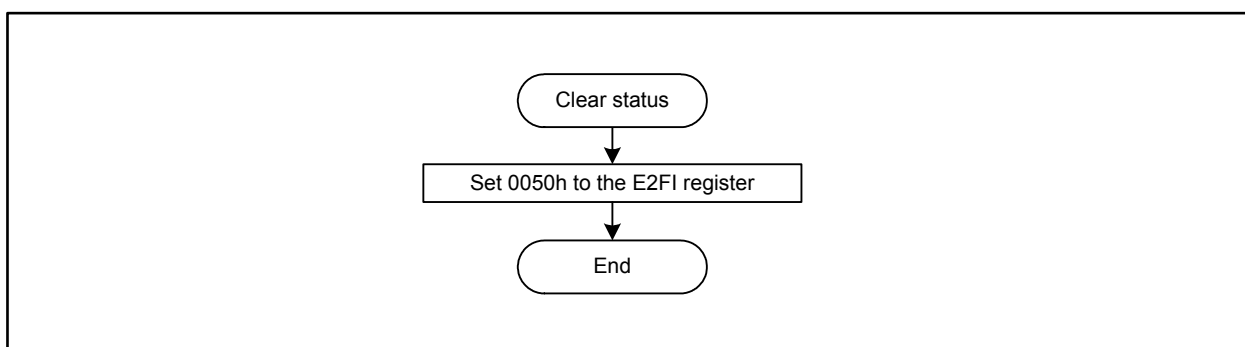 Clear status
Set 0050h to the E2FI register
End